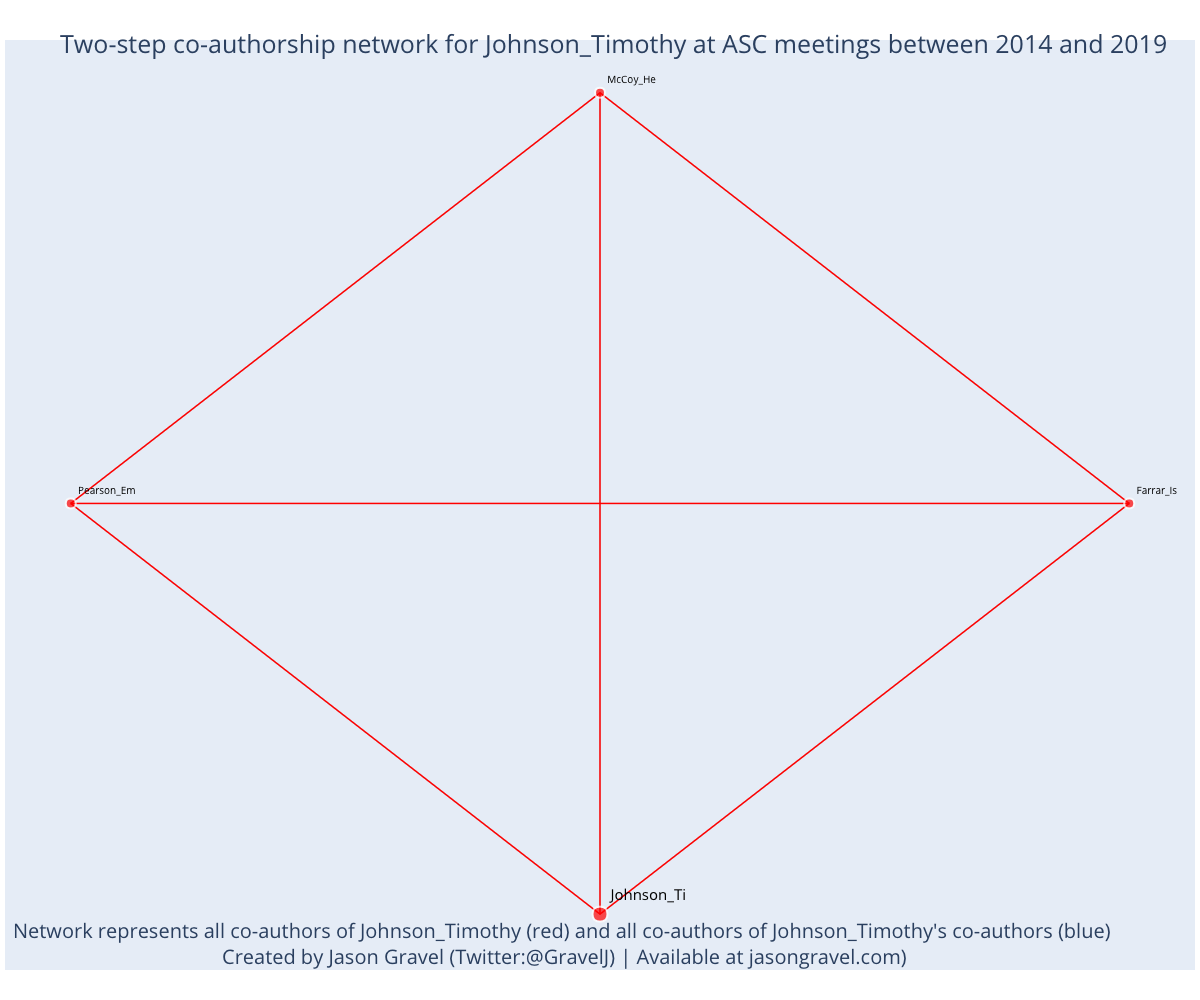 Two-step co-authorship network for Johnson_Timothy at ASC meetings between 2014 and 2019
McCoy_He
Pearson_Em
Farrar_Is
Johnson_Ti
Network represents all co-authors of Johnson_Timothy (red) and all co-authors of Johnson_Timothy's co-authors (blue)
Created by Jason Gravel (Twitter:@GravelJ) | Available at jasongravel.com)